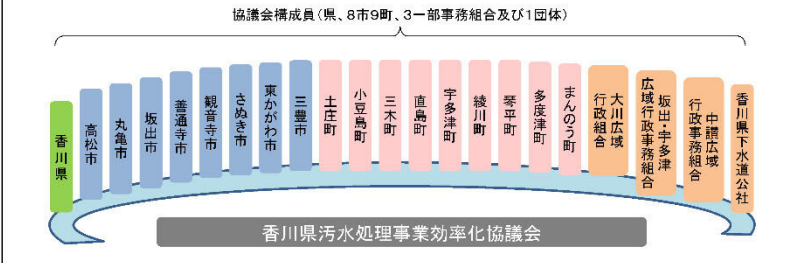 協議会構成員（県、8市9町、3一部事務組合及び1団体）
香川県
高松市
丸亀市
坂出市
善通寺市
観音寺市
さぬき市
東かがわ市
三豊市
土庄町
小豆島町
三木町
直島町
宇多津町
綾川町
琴平町
多度津町
まんのう町
大川広域
行政組合
坂出・宇多津
広域行政事務組合
中讃広域
行政事務組合
香川県下水道公社
香川県汚水処理事業効率化協議会